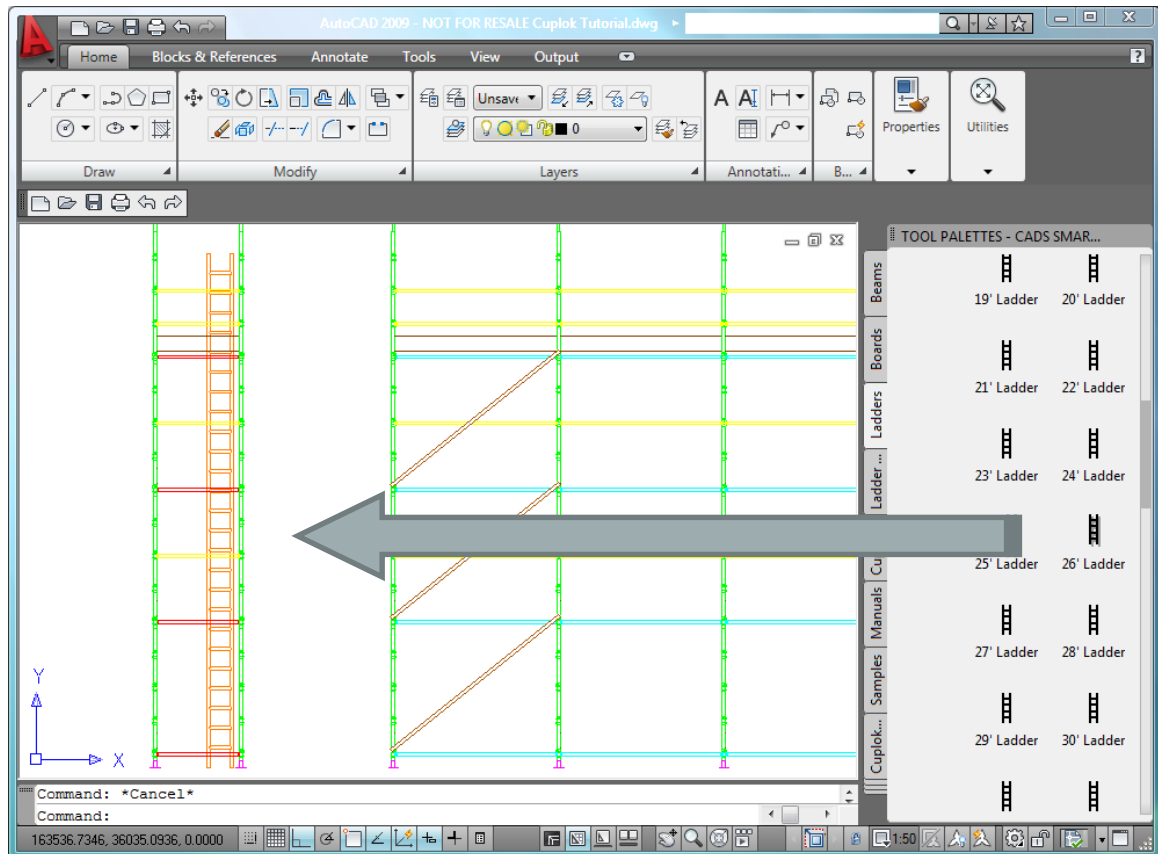 AutoCAD 2009 - NOT FOR RESALE Cuplok Tutorial.dwg
Home Blocks & References Annotate Tools View Output
Unsave
0
Properties Utilities
Draw Modify Layers Annotati... B...
TOOL PALETTES - CADS SMAR...
Beams
Boards
Ladders
Ladder ...
Cu
Manuals
Samples
Cuplok...
19' Ladder 20' Ladder
21' Ladder 22' Ladder
23' Ladder 24' Ladder
25' Ladder 26' Ladder
27' Ladder 28' Ladder
29' Ladder 30' Ladder
Y
X
Command: *Cancel*
Command:
163536.7346, 36035.0936, 0.0000 1:50